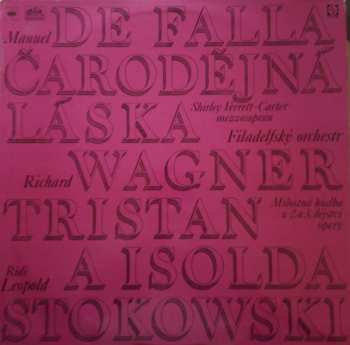 Manuel DE FALLA
ČARODĚJNÁ
LÁSKA
Shirley Verrett-Carter
mezzosoprán
Filadelfský orchestr
Richard WAGNER
TRISTAN
Milostná hudba
z 2. a 3. dějství
opery
A ISOLDA
Řídí
Leopold
STOKOWSKI